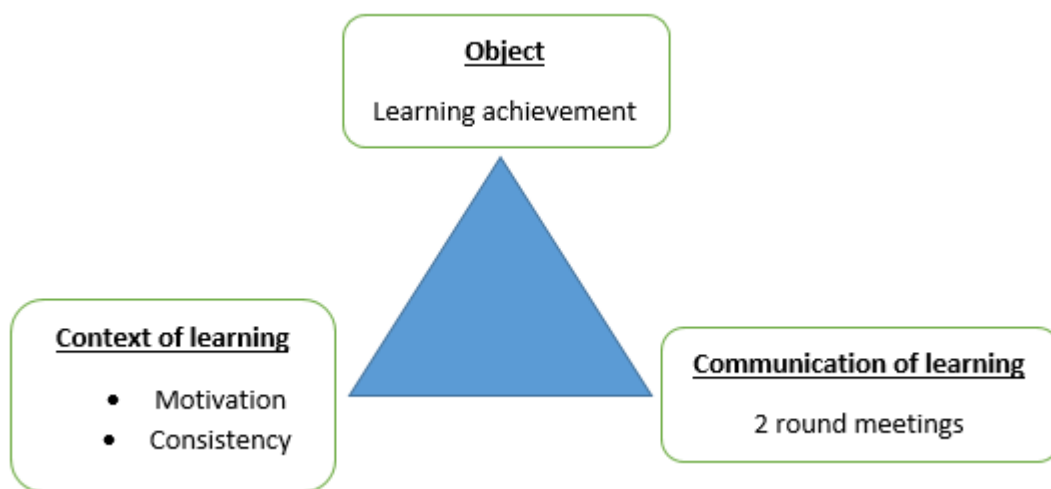 Object
Learning achievement
Context of learning
• Motivation
• Consistency
Communication of learning
2 round meetings